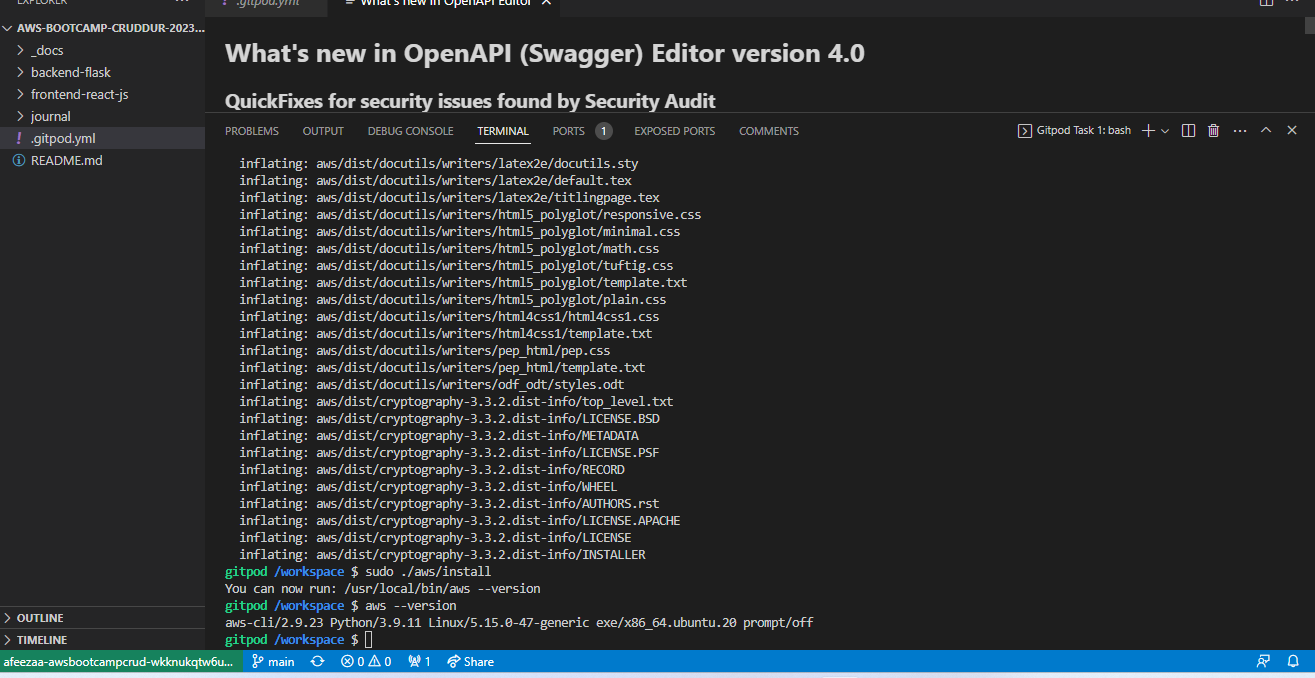 EXPLORER
.gitpod.yml
What's new in OpenAPI Editor
AWS-BOOTCAMP-CRUDDUR-2023...
_docs
backend-flask
frontend-react-js
journal
! .gitpod.yml
README.md
What's new in OpenAPI (Swagger) Editor version 4.0
QuickFixes for security issues found by Security Audit
PROBLEMS OUTPUT DEBUG CONSOLE TERMINAL PORTS 1 EXPOSED PORTS COMMENTS Gitpod Task 1: bash
inflating: aws/dist/docutils/writers/latex2e/docutils.sty
inflating: aws/dist/docutils/writers/latex2e/default.tex
inflating: aws/dist/docutils/writers/latex2e/titlingpage.tex
inflating: aws/dist/docutils/writers/html5_polyglot/responsive.css
inflating: aws/dist/docutils/writers/html5_polyglot/minimal.css
inflating: aws/dist/docutils/writers/html5_polyglot/math.css
inflating: aws/dist/docutils/writers/html5_polyglot/tuftig.css
inflating: aws/dist/docutils/writers/html5_polyglot/template.txt
inflating: aws/dist/docutils/writers/html5_polyglot/plain.css
inflating: aws/dist/docutils/writers/html4css1/html4css1.css
inflating: aws/dist/docutils/writers/html4css1/template.txt
inflating: aws/dist/docutils/writers/pep_html/pep.css
inflating: aws/dist/docutils/writers/pep_html/template.txt
inflating: aws/dist/docutils/writers/odf_odt/styles.odt
inflating: aws/dist/cryptography-3.3.2.dist-info/top_level.txt
inflating: aws/dist/cryptography-3.3.2.dist-info/LICENSE.BSD
inflating: aws/dist/cryptography-3.3.2.dist-info/METADATA
inflating: aws/dist/cryptography-3.3.2.dist-info/LICENSE.PSF
inflating: aws/dist/cryptography-3.3.2.dist-info/RECORD
inflating: aws/dist/cryptography-3.3.2.dist-info/WHEEL
inflating: aws/dist/cryptography-3.3.2.dist-info/AUTHORS.rst
inflating: aws/dist/cryptography-3.3.2.dist-info/LICENSE.APACHE
inflating: aws/dist/cryptography-3.3.2.dist-info/LICENSE
inflating: aws/dist/cryptography-3.3.2.dist-info/INSTALLER
gitpod /workspace $ sudo ./aws/install
You can now run: /usr/local/bin/aws --version
gitpod /workspace $ aws --version
aws-cli/2.9.23 Python/3.9.11 Linux/5.15.0-47-generic exe/x86_64.ubuntu.20 prompt/off
gitpod /workspace $
OUTLINE
TIMELINE
afeezaa-awsbootcampcrud-wkknukqtw6u... main 0 0 1 Share